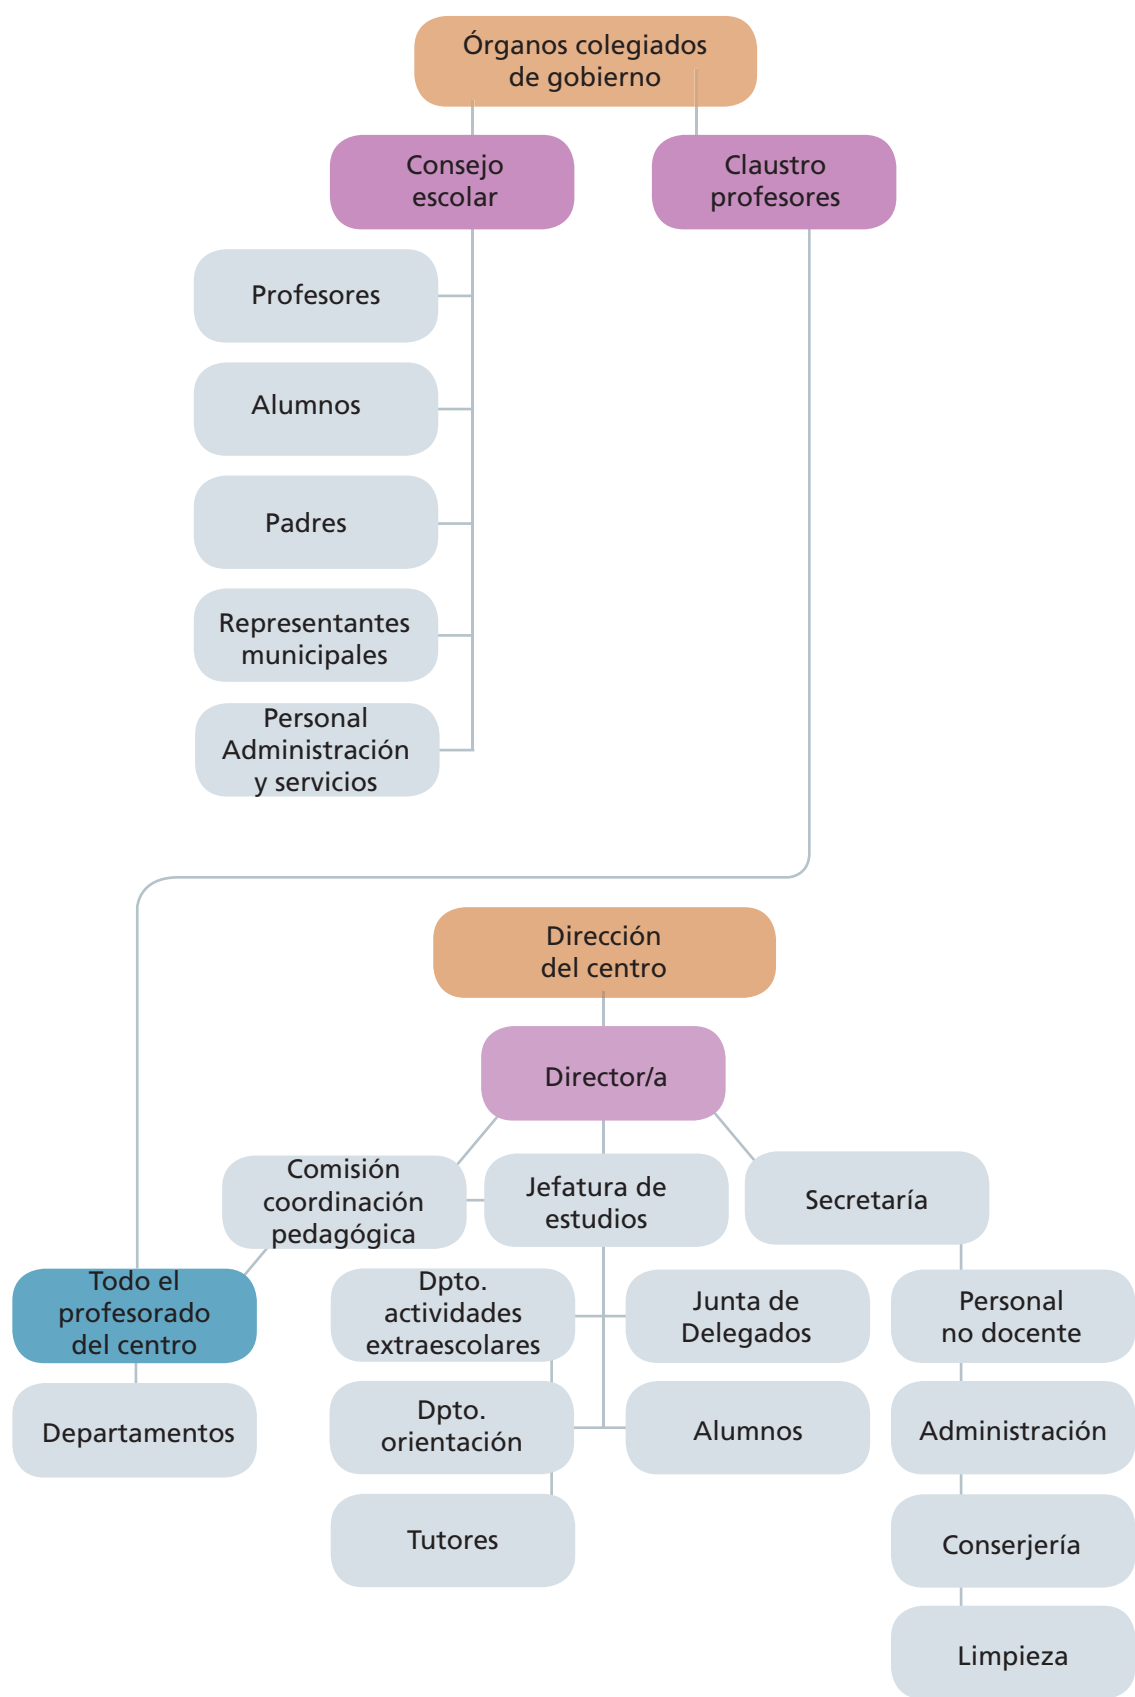 Órganos colegiados
de gobierno
Consejo
escolar
Claustro
profesores
Profesores
Alumnos
Padres
Representantes
municipales
Personal
Administración
y servicios
Dirección
del centro
Director/a
Comisión
coordinación
pedagógica
Jefatura de
estudios
Secretaría
Todo el
profesorado
del centro
Dpto.
actividades
extraescolares
Junta de
Delegados
Personal
no docente
Departamentos
Dpto.
orientación
Alumnos
Administración
Tutores
Conserjería
Limpieza